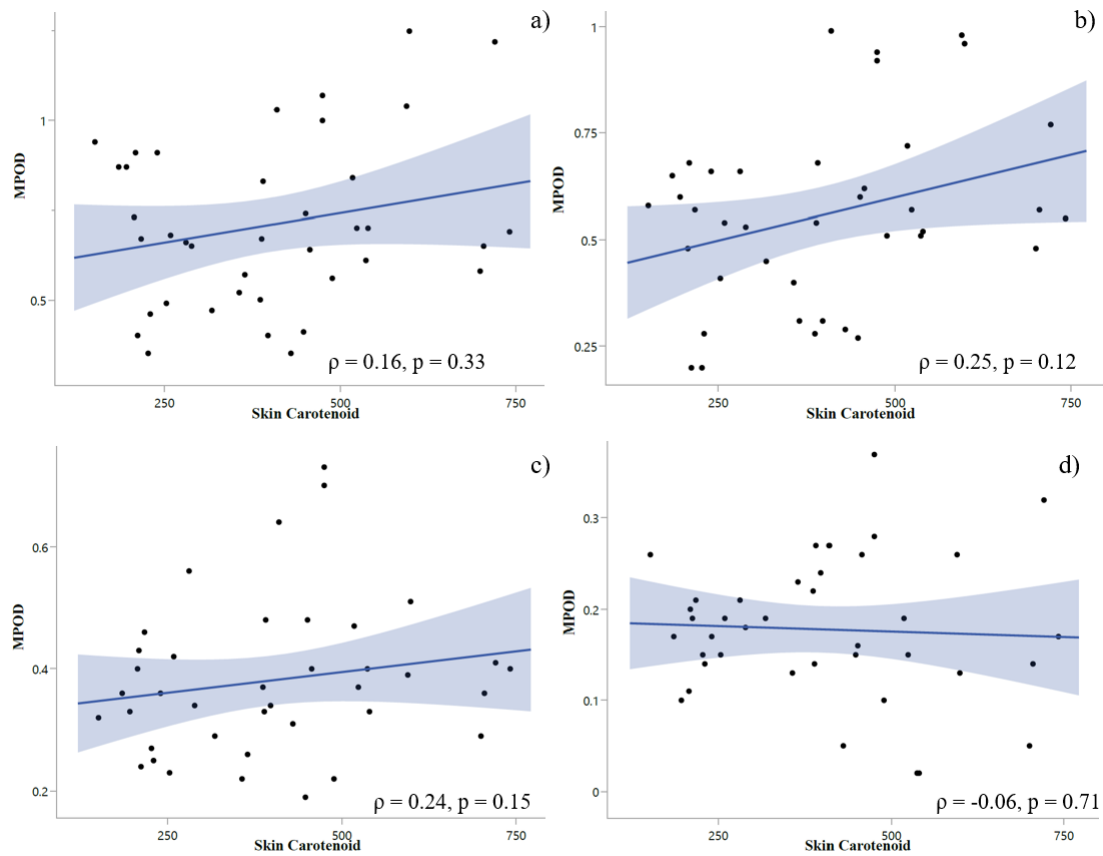 a)
MPOD
1
0.5
ρ = 0.16, p = 0.33
250
500
750
Skin Carotenoid
b)
MPOD
1
0.75
0.5
0.25
ρ = 0.25, p = 0.12
250
500
750
Skin Carotenoid
c)
MPOD
0.6
0.4
0.2
ρ = 0.24, p = 0.15
250
500
750
Skin Carotenoid
d)
MPOD
0.3
0.2
0.1
0
ρ = -0.06, p = 0.71
250
500
750
Skin Carotenoid